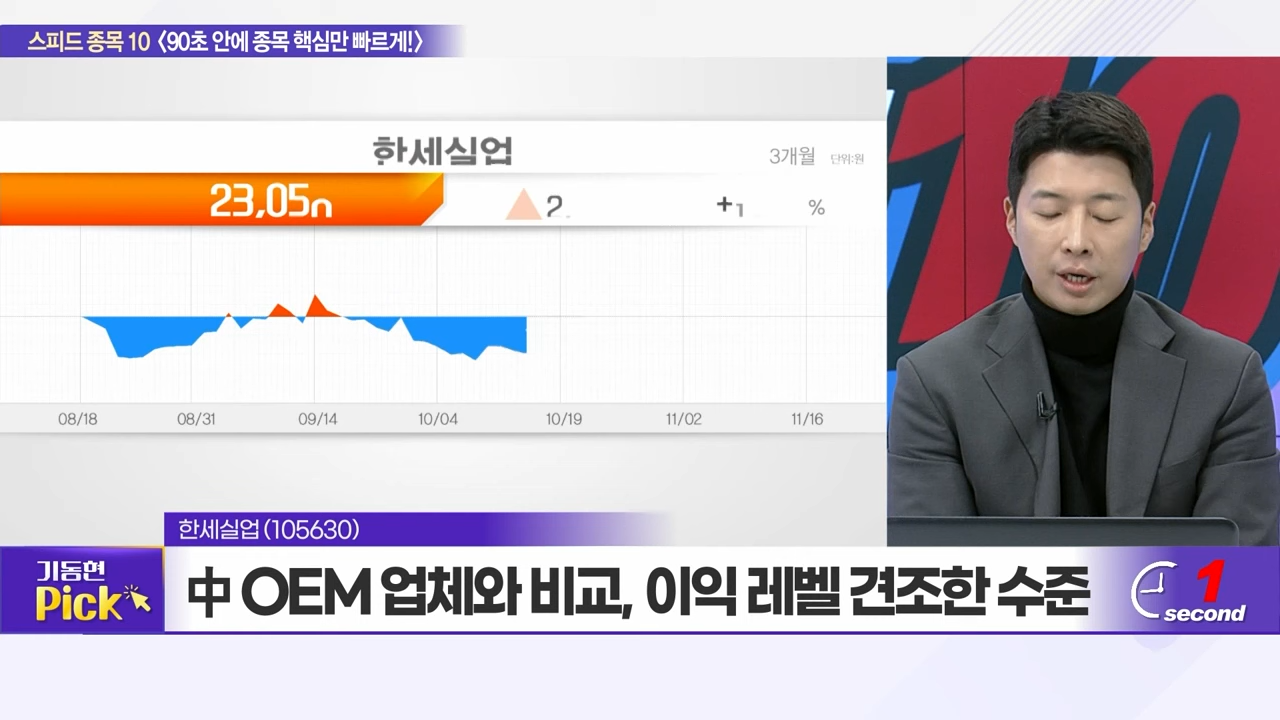 스피드 종목 10 〈90초 안에 종목 핵심만 빠르게!〉
한세실업
3개월 단위:원
23,05
2
+1 %
08/18 08/31 09/14 10/04 10/19 11/02 11/16
한세실업 (105630)
기동현
Pick
中 OEM 업체와 비교, 이익 레벨 견조한 수준
1
second